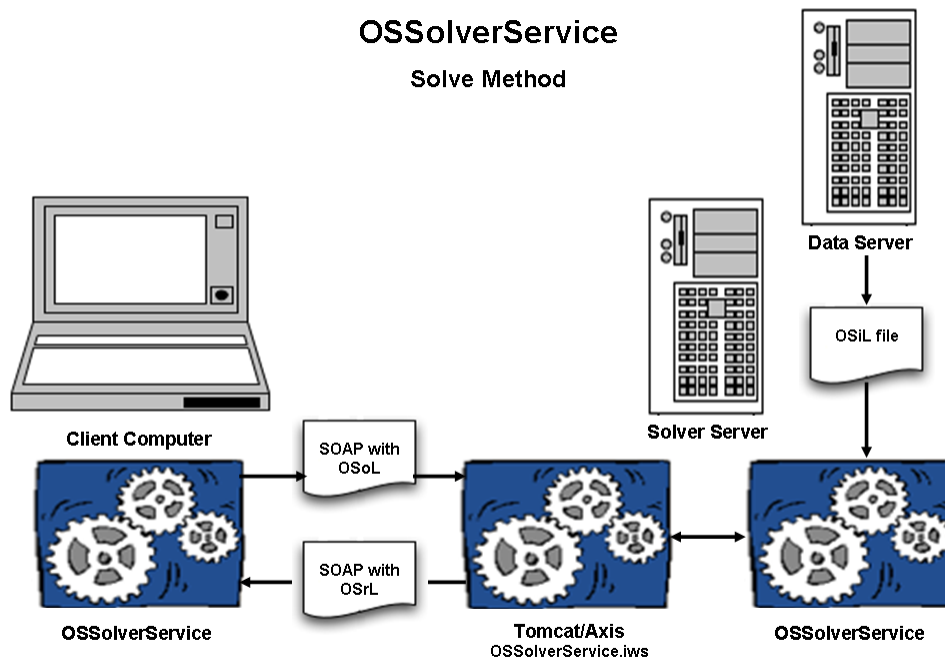 OSSolverService
Solve Method
Data Server
OSiL file
Solver Server
Client Computer
SOAP with
OSoL
SOAP with
OSrL
OSSolverService
Tomcat/Axis
OSSolverService.jws
OSSolverService